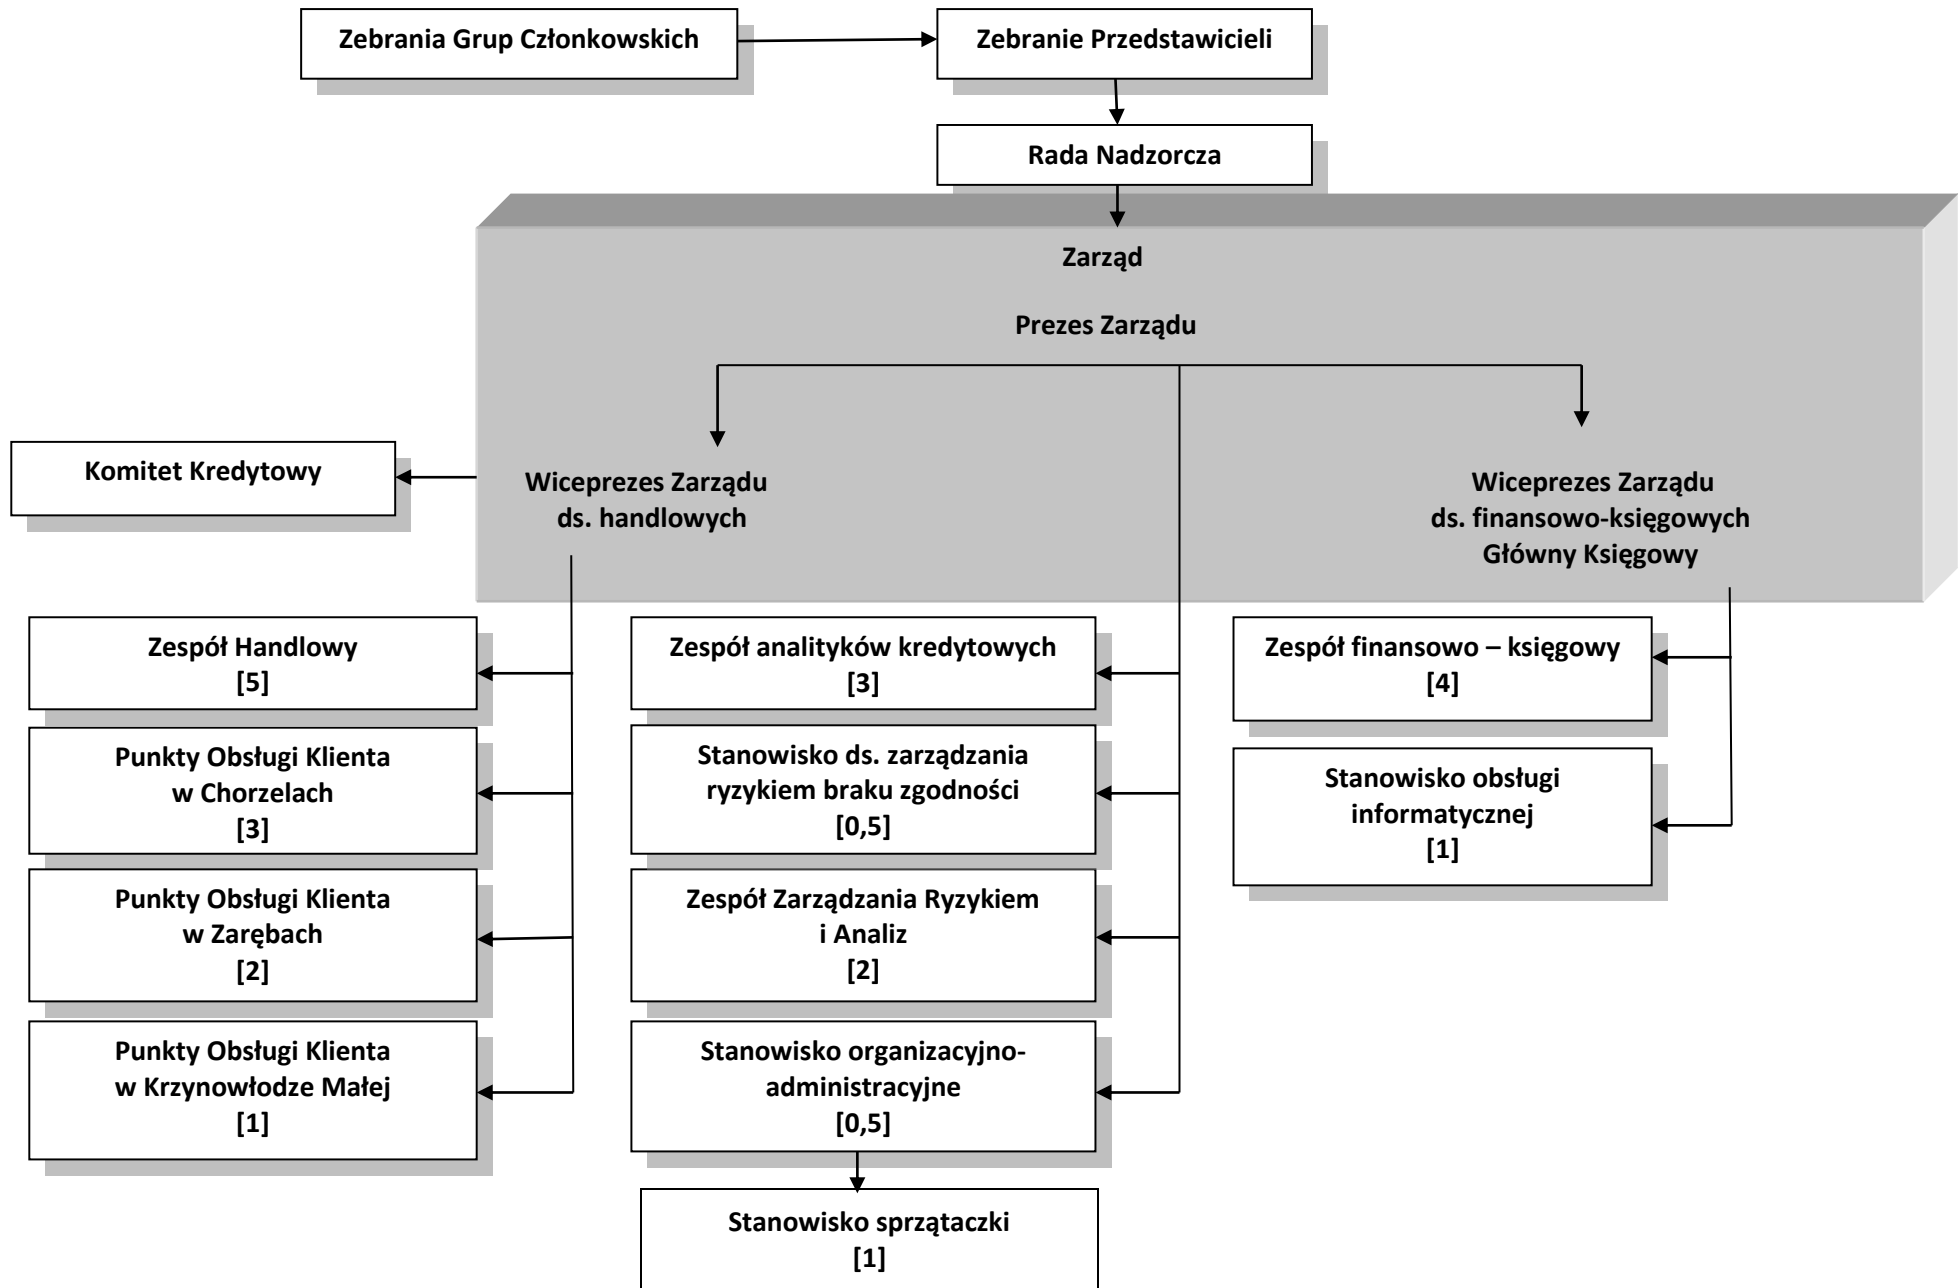 Zebrania Grup Członkowskich
Zebranie Przedstawicieli
Rada Nadzorcza
Zarząd
Prezes Zarządu
Komitet Kredytowy
Wiceprezes Zarządu
ds. handlowych
Wiceprezes Zarządu
ds. finansowo-księgowych
Główny Księgowy
Zespół Handlowy
[5]
Punkty Obsługi Klienta
w Chorzelach
[3]
Punkty Obsługi Klienta
w Zarębach
[2]
Punkty Obsługi Klienta
w Krzynowłodze Małej
[1]
Zespół analityków kredytowych
[3]
Stanowisko ds. zarządzania
ryzykiem braku zgodności
[0,5]
Zespół Zarządzania Ryzykiem
i Analiz
[2]
Stanowisko organizacyjno-
administracyjne
[0,5]
Stanowisko sprzątaczki
[1]
Zespół finansowo – księgowy
[4]
Stanowisko obsługi
informatycznej
[1]